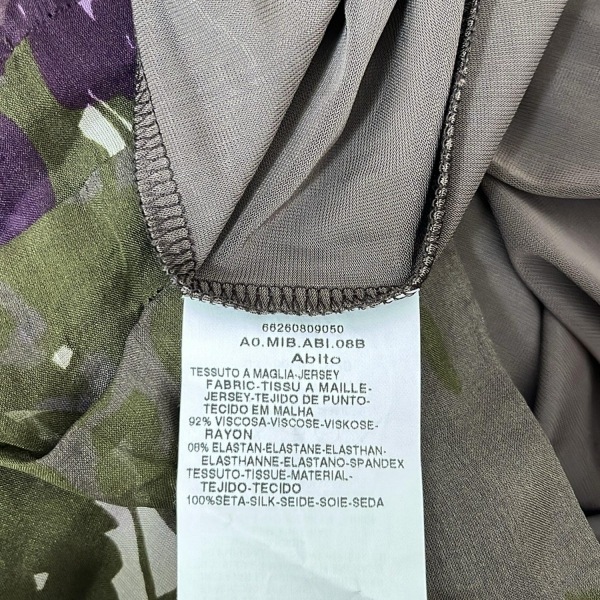 66260809050
A0.MIB.ABI.08B
Abito
TESSUTO A MAGLIA-JERSEY
FABRIC-TISSU A MAILLE-
JERSEY-TEJIDO DE PUNTO-
TECIDO EM MALHA
92% VISCOSA-VISCOSE-VISKOSE-
RAYON
08% ELASTAN-ELASTANE-ELASTHAN-
ELASTHANNE-ELASTANO-SPANDEX
TESSUTO-TISSUE-MATERIAL-
TEJIDO-TECIDO
100%SETA-SILK-SEIDE-SOIE-SEDA